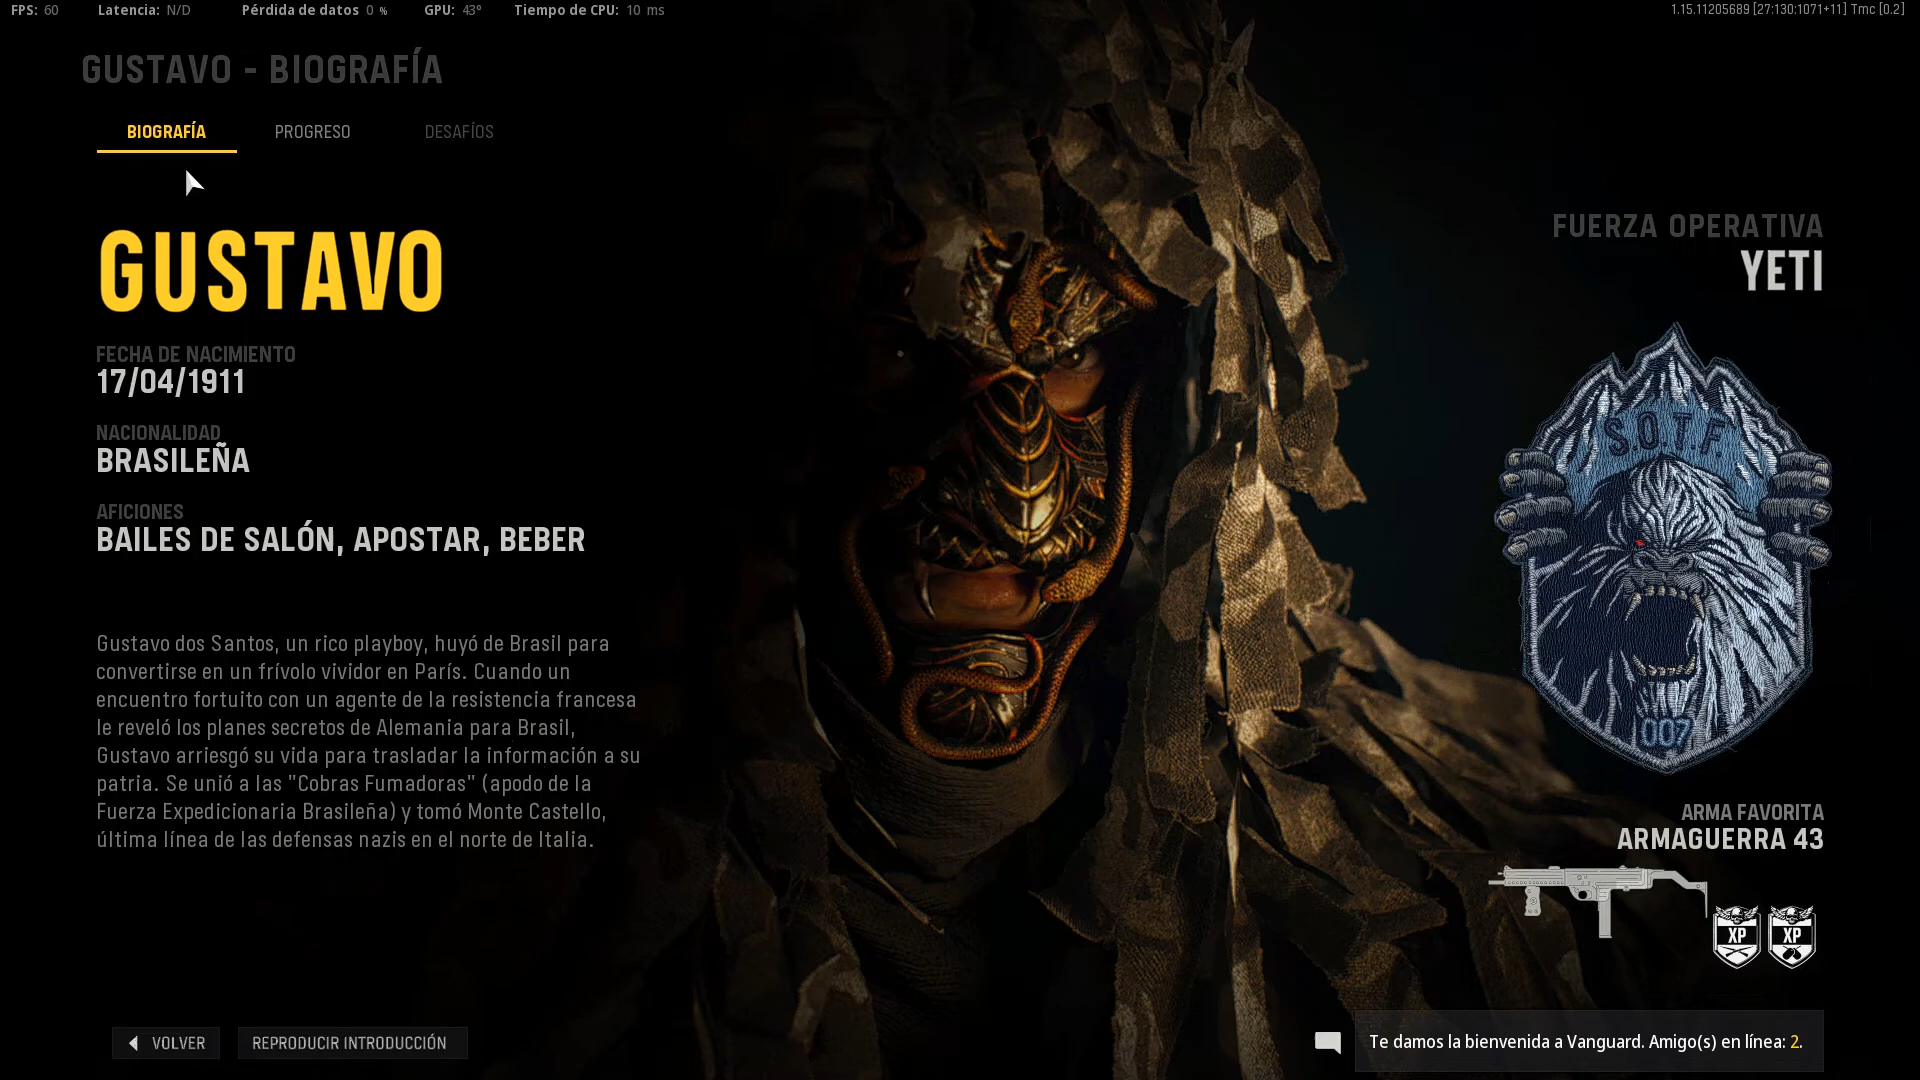 FPS: 60 Latencia: N/D Pérdida de datos 0 % GPU: 43° Tiempo de CPU: 10 ms
1.15.11205689 [27:130:1071+11] Tmc [0.2]
GUSTAVO - BIOGRAFÍA
BIOGRAFÍA PROGRESO DESAFÍOS
GUSTAVO
FECHA DE NACIMIENTO
17/04/1911
NACIONALIDAD
BRASILEÑA
AFICIONES
BAILES DE SALÓN, APOSTAR, BEBER
Gustavo dos Santos, un rico playboy, huyó de Brasil para
convertirse en un frívolo vividor en París. Cuando un
encuentro fortuito con un agente de la resistencia francesa
le reveló los planes secretos de Alemania para Brasil,
Gustavo arriesgó su vida para trasladar la información a su
patria. Se unió a las "Cobras Fumadoras" (apodo de la
Fuerza Expedicionaria Brasileña) y tomó Monte Castello,
última línea de las defensas nazis en el norte de Italia.
FUERZA OPERATIVA
YETI
S.O.T.F.
007
ARMA FAVORITA
ARMAGUERRA 43
XP XP
VOLVER REPRODUCIR INTRODUCCIÓN
Te damos la bienvenida a Vanguard. Amigo(s) en línea: 2.